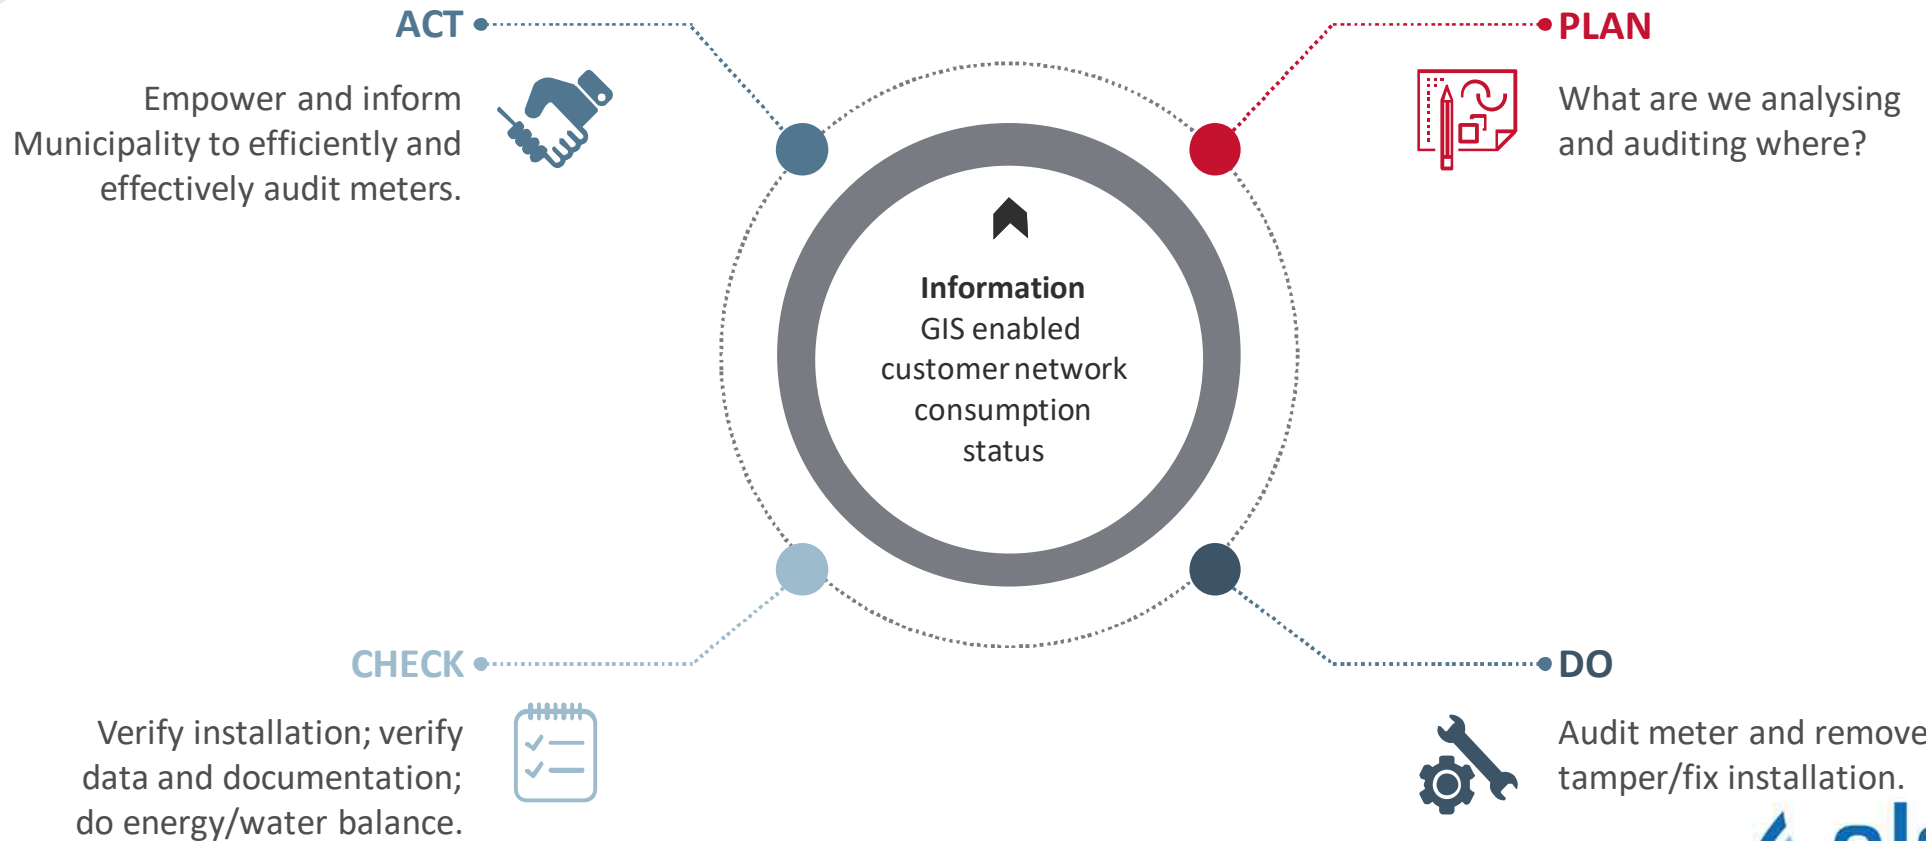 ACT
Empower and inform
Municipality to efficiently and
effectively audit meters.
PLAN
What are we analysing
and auditing where?
Information
GIS enabled
customer network
consumption
status
CHECK
Verify installation; verify
data and documentation;
do energy/water balance.
DO
Audit meter and remove
tamper/fix installation.